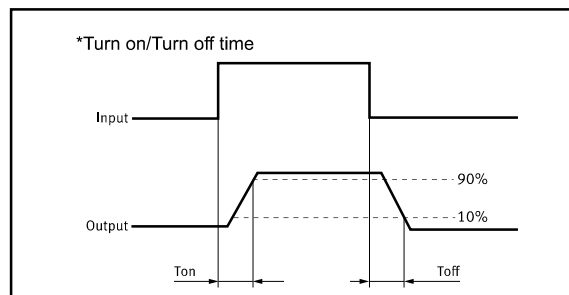 *Turn on/Turn off time
Input
90%
10%
Output
Ton
Toff